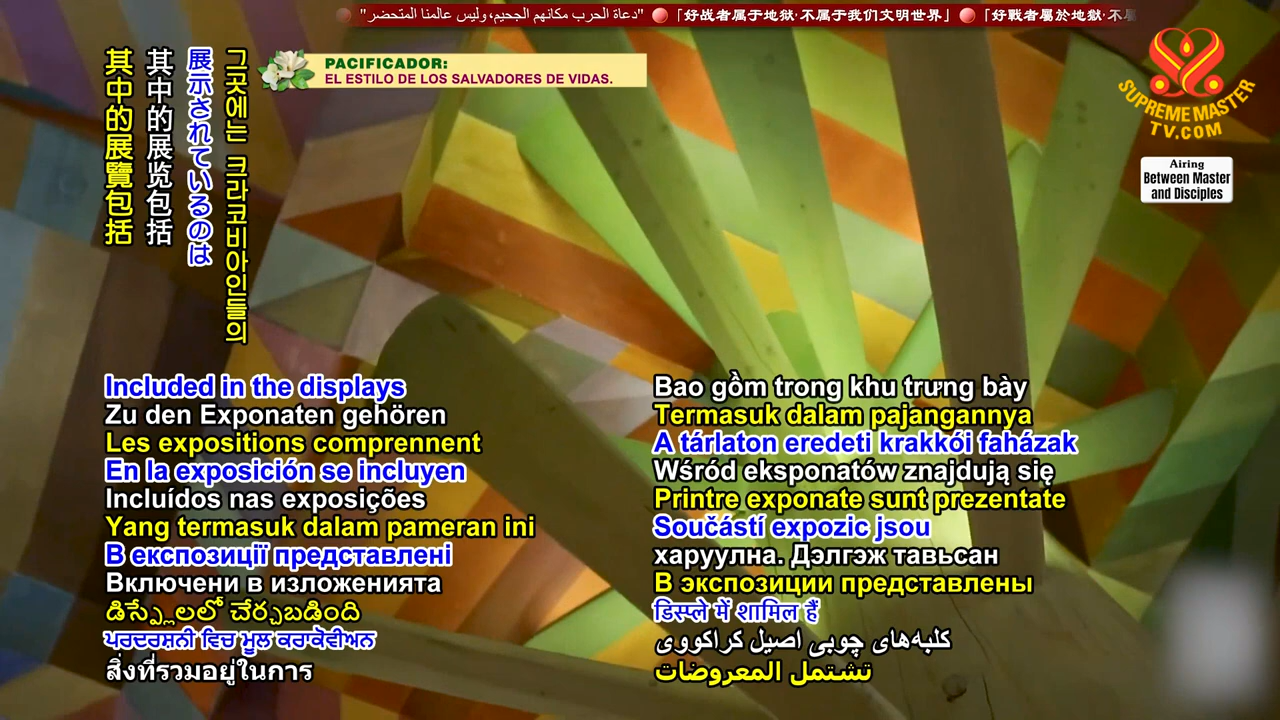 "دعاة الحرب مكانهم الجحيم، وليس عالمنا المتحضر" 「好战者属于地狱，不属于我们文明世界」 「好戰者屬於地獄，不
PACIFICADOR:
EL ESTILO DE LOS SALVADORES DE VIDAS.
SUPREME MASTER
TV.COM
Airing
Between Master
and Disciples
그곳에는 크라코비아인들의
展示されているのは
其中的展览包括
其中的展覽包括
Included in the displays
Zu den Exponaten gehören
Les expositions comprennent
En la exposición se incluyen
Incluídos nas exposições
Yang termasuk dalam pameran ini
В експозиції представлені
Включени в изложенията
డిస్ప్లేలలో చేర్చబడింది
ਪਰਦਰਸ਼ਨੀ ਵਿਚ ਮੂਲ ਕਰਾਕੋਵੀਅਨ
สิ่งที่รวมอยู่ในการ
Bao gồm trong khu trưng bày
Termasuk dalam pajangannya
A tárlaton eredeti krakkói faházak
Wśród eksponatów znajdują się
Printre exponate sunt prezentate
Součástí expozic jsou
харуулна. Дэлгэж тавьсан
В экспозиции представлены
डिस्प्ले में शामिल हैं
کلبه‌های چوبی اصیل کراکووی
تشتمل المعروضات